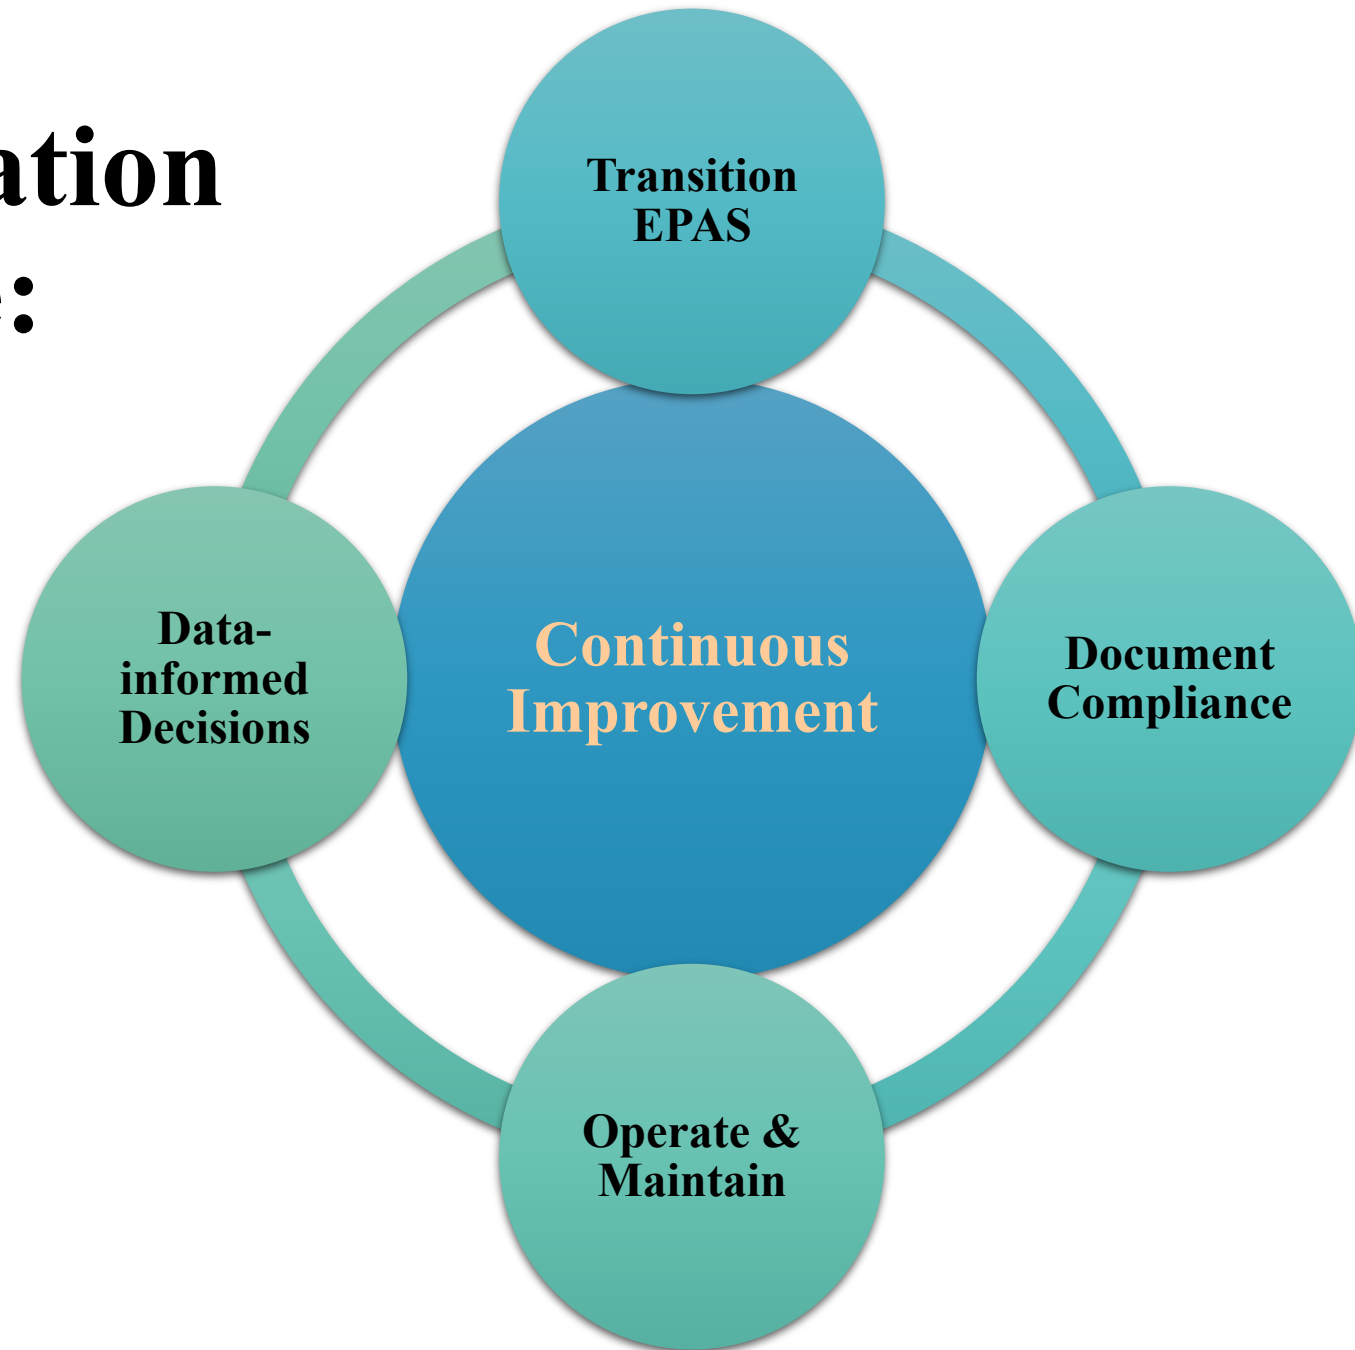 ation
e:
Transition
EPAS
Data-
informed
Decisions
Continuous
Improvement
Document
Compliance
Operate &
Maintain